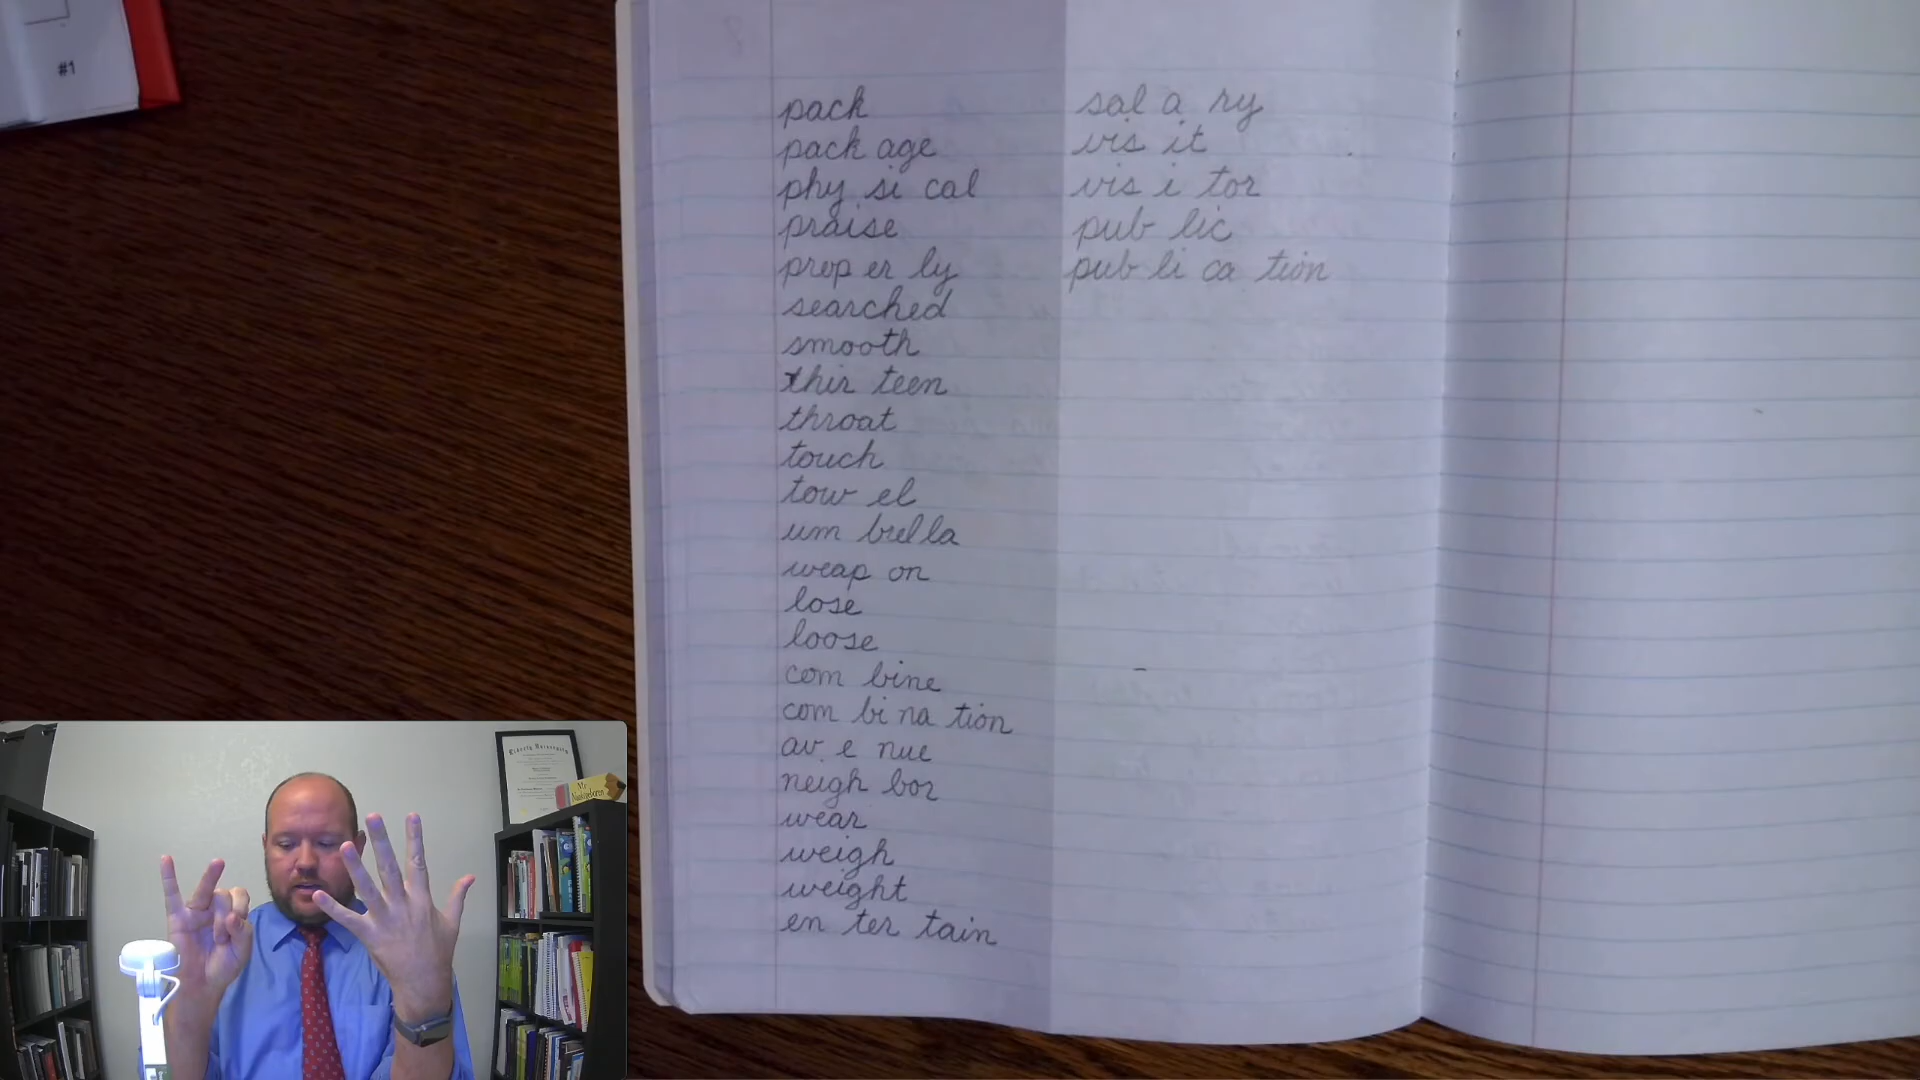 #1
pack
pack age
phy si cal
praise
prop er ly
searched
smooth
thir teen
throat
touch
tow el
um brel la
weap on
lose
loose
com bine
com bi na tion
av e nue
neigh bor
wear
weigh
weight
en ter tain
sal a ry
vis it
vis i tor
pub lic
pub li ca tion
Mr.